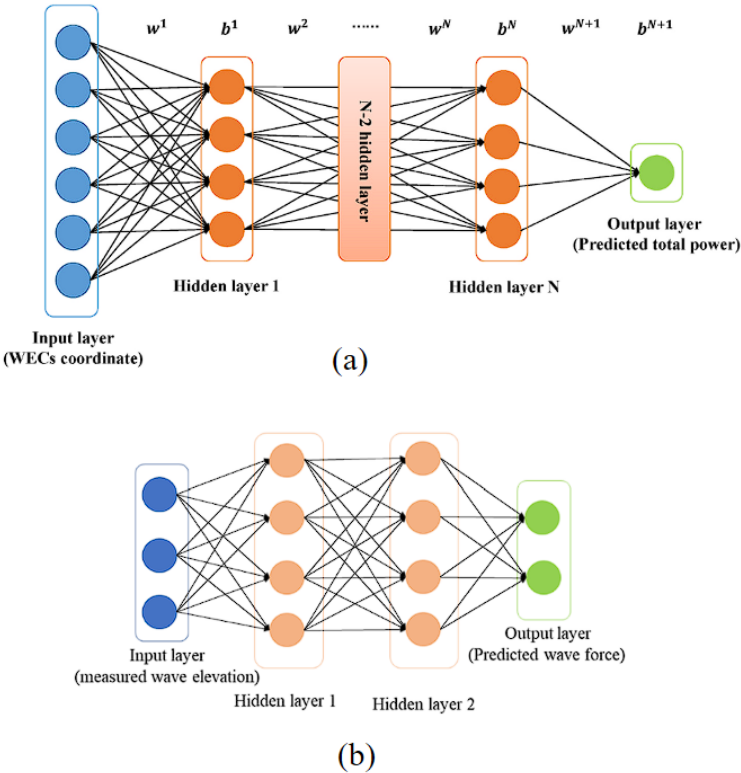 w¹ b¹ w² ...... wᴺ bᴺ wᴺ⁺¹ bᴺ⁺¹
N-2 hidden layer
Hidden layer 1
Hidden layer N
Output layer
(Predicted total power)
Input layer
(WECs coordinate)
(a)
Input layer
(measured wave elevation)
Hidden layer 1
Hidden layer 2
Output layer
(Predicted wave force)
(b)